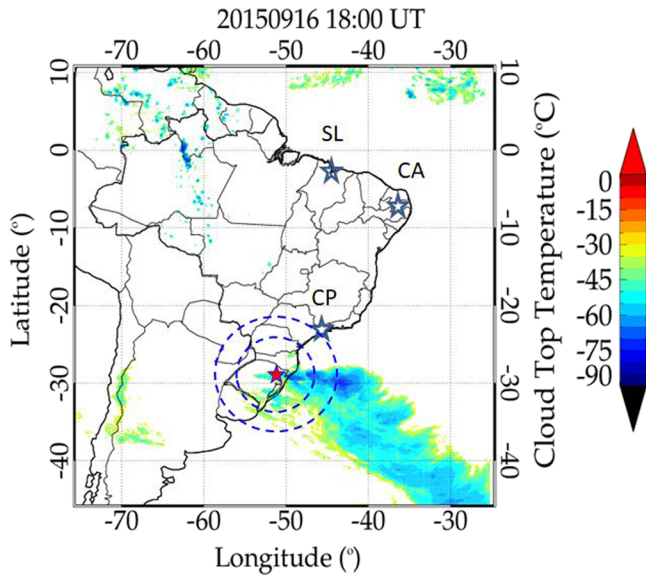 20150916 18:00 UT
-70 -60 -50 -40 -30
10 10
SL
0 0 0
CA
-15
-10 -10 -30
-45
CP
-20 -20 -60
-75
-30 -30 -90
-40 -40
Latitude (°)
Cloud Top Temperature (°C)
-70 -60 -50 -40 -30
Longitude (°)